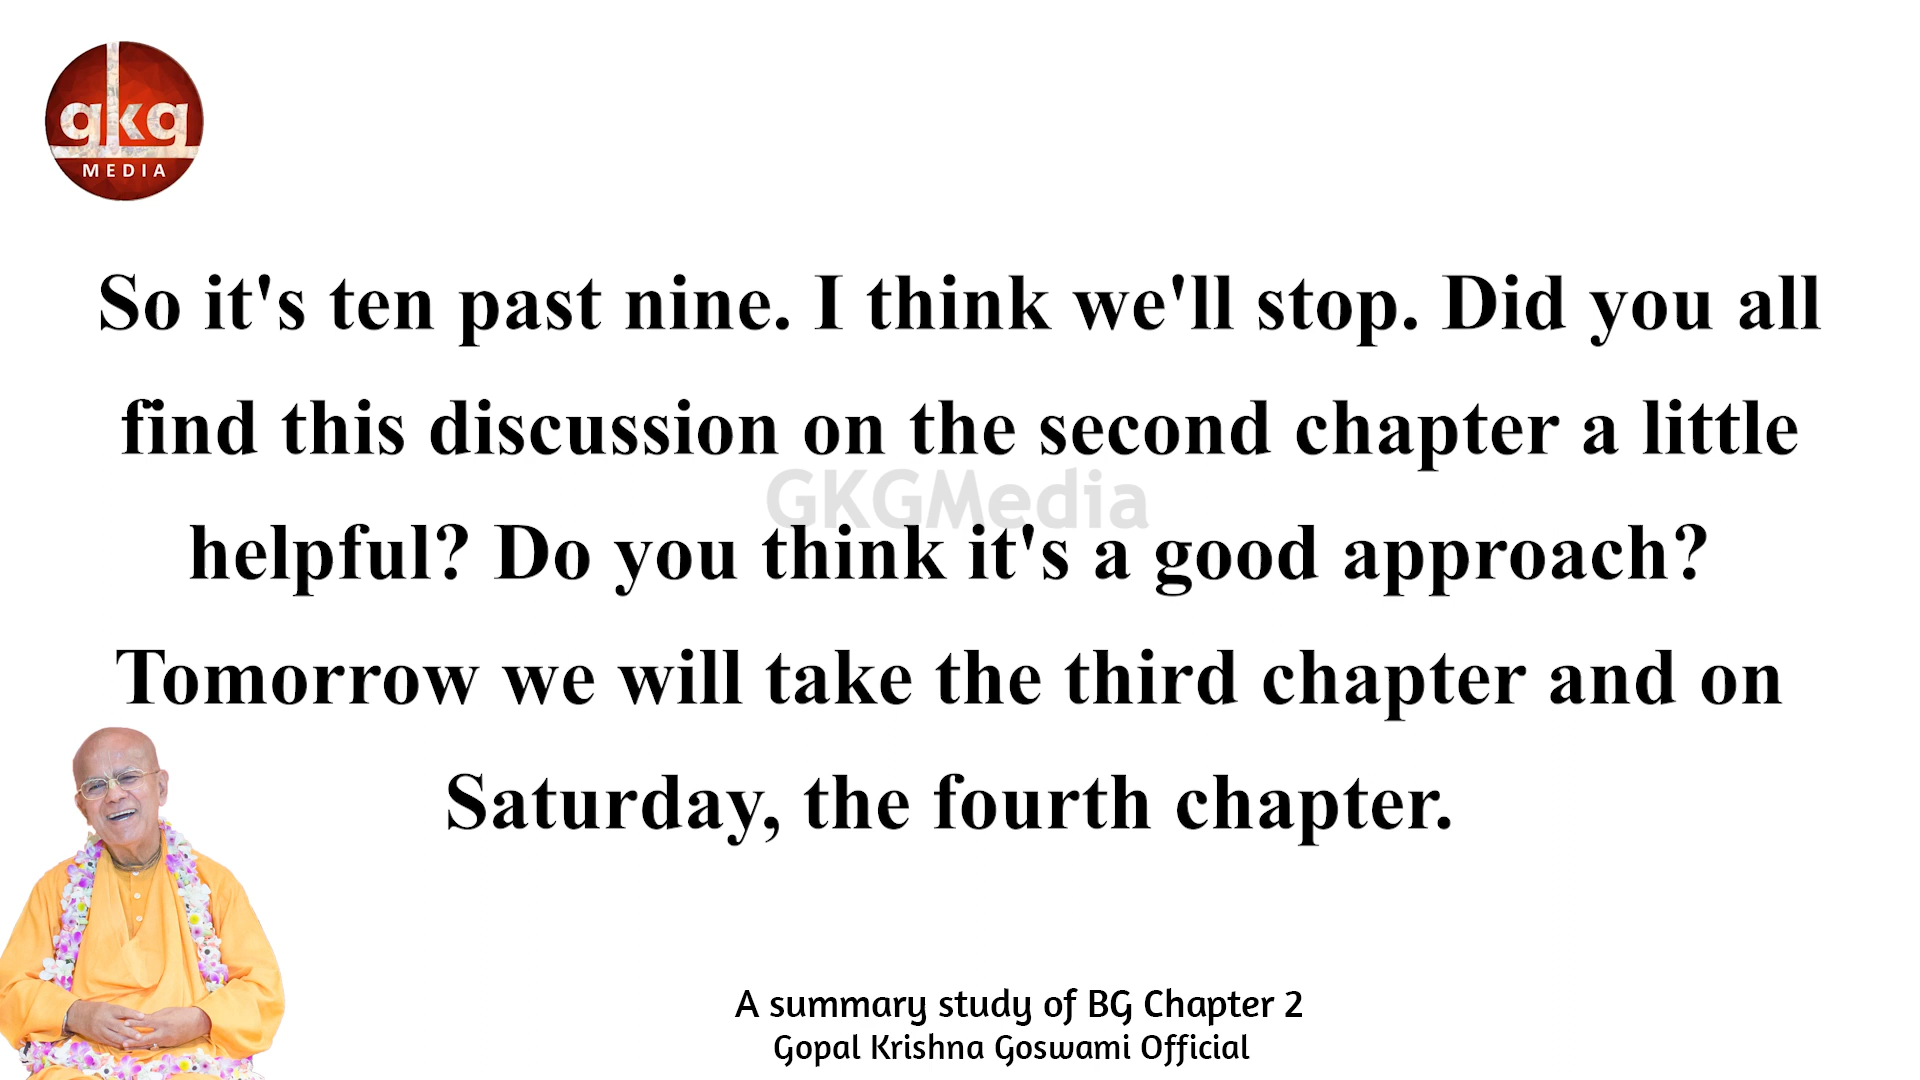 gkg
MEDIA
So it's ten past nine. I think we'll stop. Did you all
find this discussion on the second chapter a little
GKGMedia
helpful? Do you think it's a good approach?
Tomorrow we will take the third chapter and on
Saturday, the fourth chapter.
A summary study of BG Chapter 2
Gopal Krishna Goswami Official